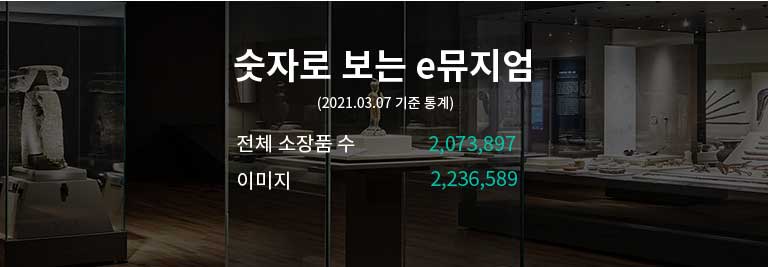 숫자로 보는 e뮤지엄
(2021.03.07 기준 통계)
전체 소장품 수 2,073,897
이미지 2,236,589